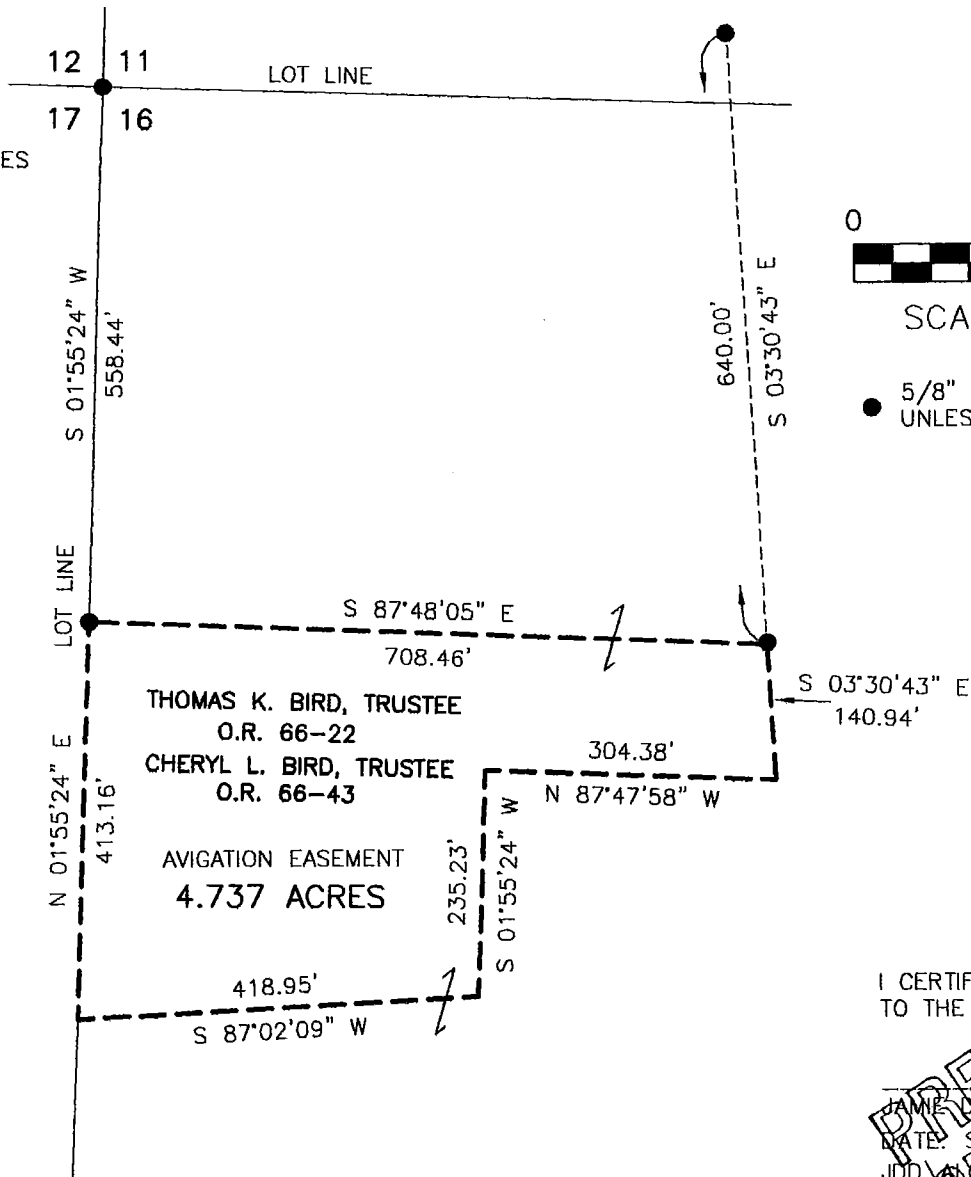 12 11
LOT LINE
17 16
ES
S 01°55'24" W
558.44'
640.00'
S 03°30'43" E
0
SCA
5/8"
UNLES
LOT LINE
S 87°48'05" E
708.46'
S 03°30'43" E
140.94'
THOMAS K. BIRD, TRUSTEE
O.R. 66-22
CHERYL L. BIRD, TRUSTEE
O.R. 66-43
304.38'
N 87°47'58" W
N 01°55'24" E
413.16'
AVIGATION EASEMENT
4.737 ACRES
235.23'
S 01°55'24" W
418.95'
S 87°02'09" W
I CERTIF
TO THE
PRE
JAMIE
DATE: S
JDD